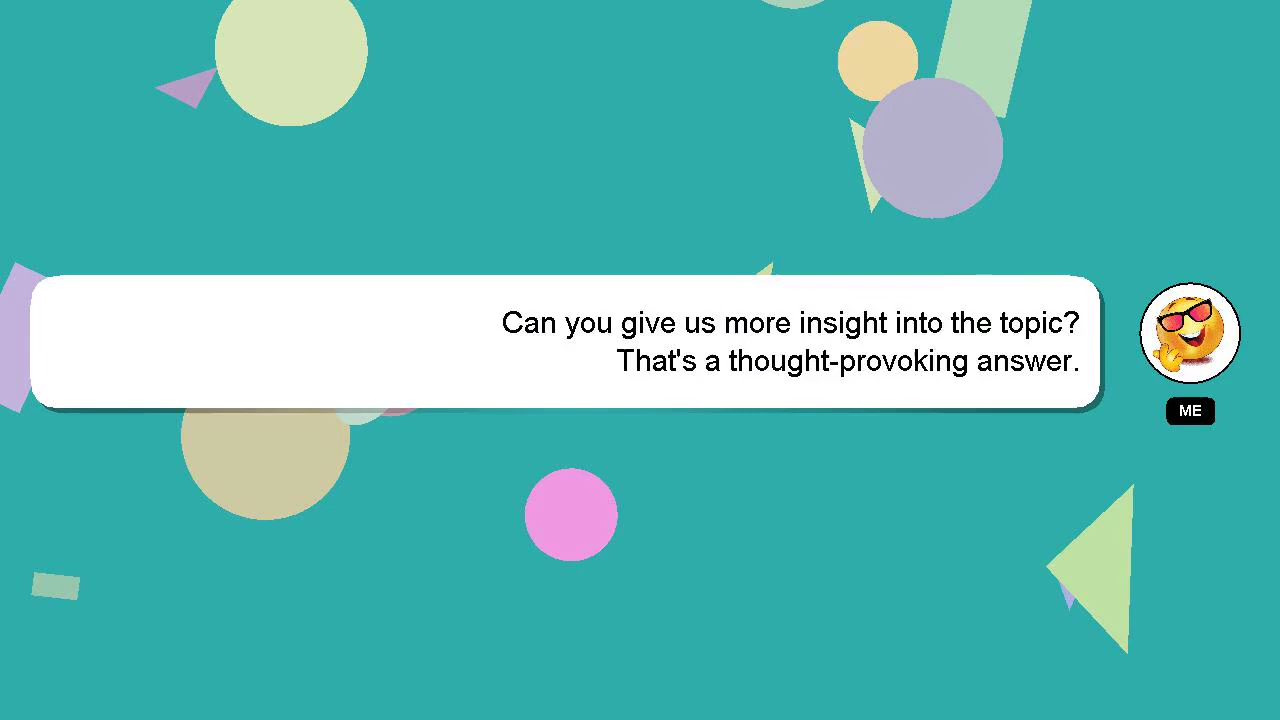 Can you give us more insight into the topic?
That's a thought-provoking answer.
ME